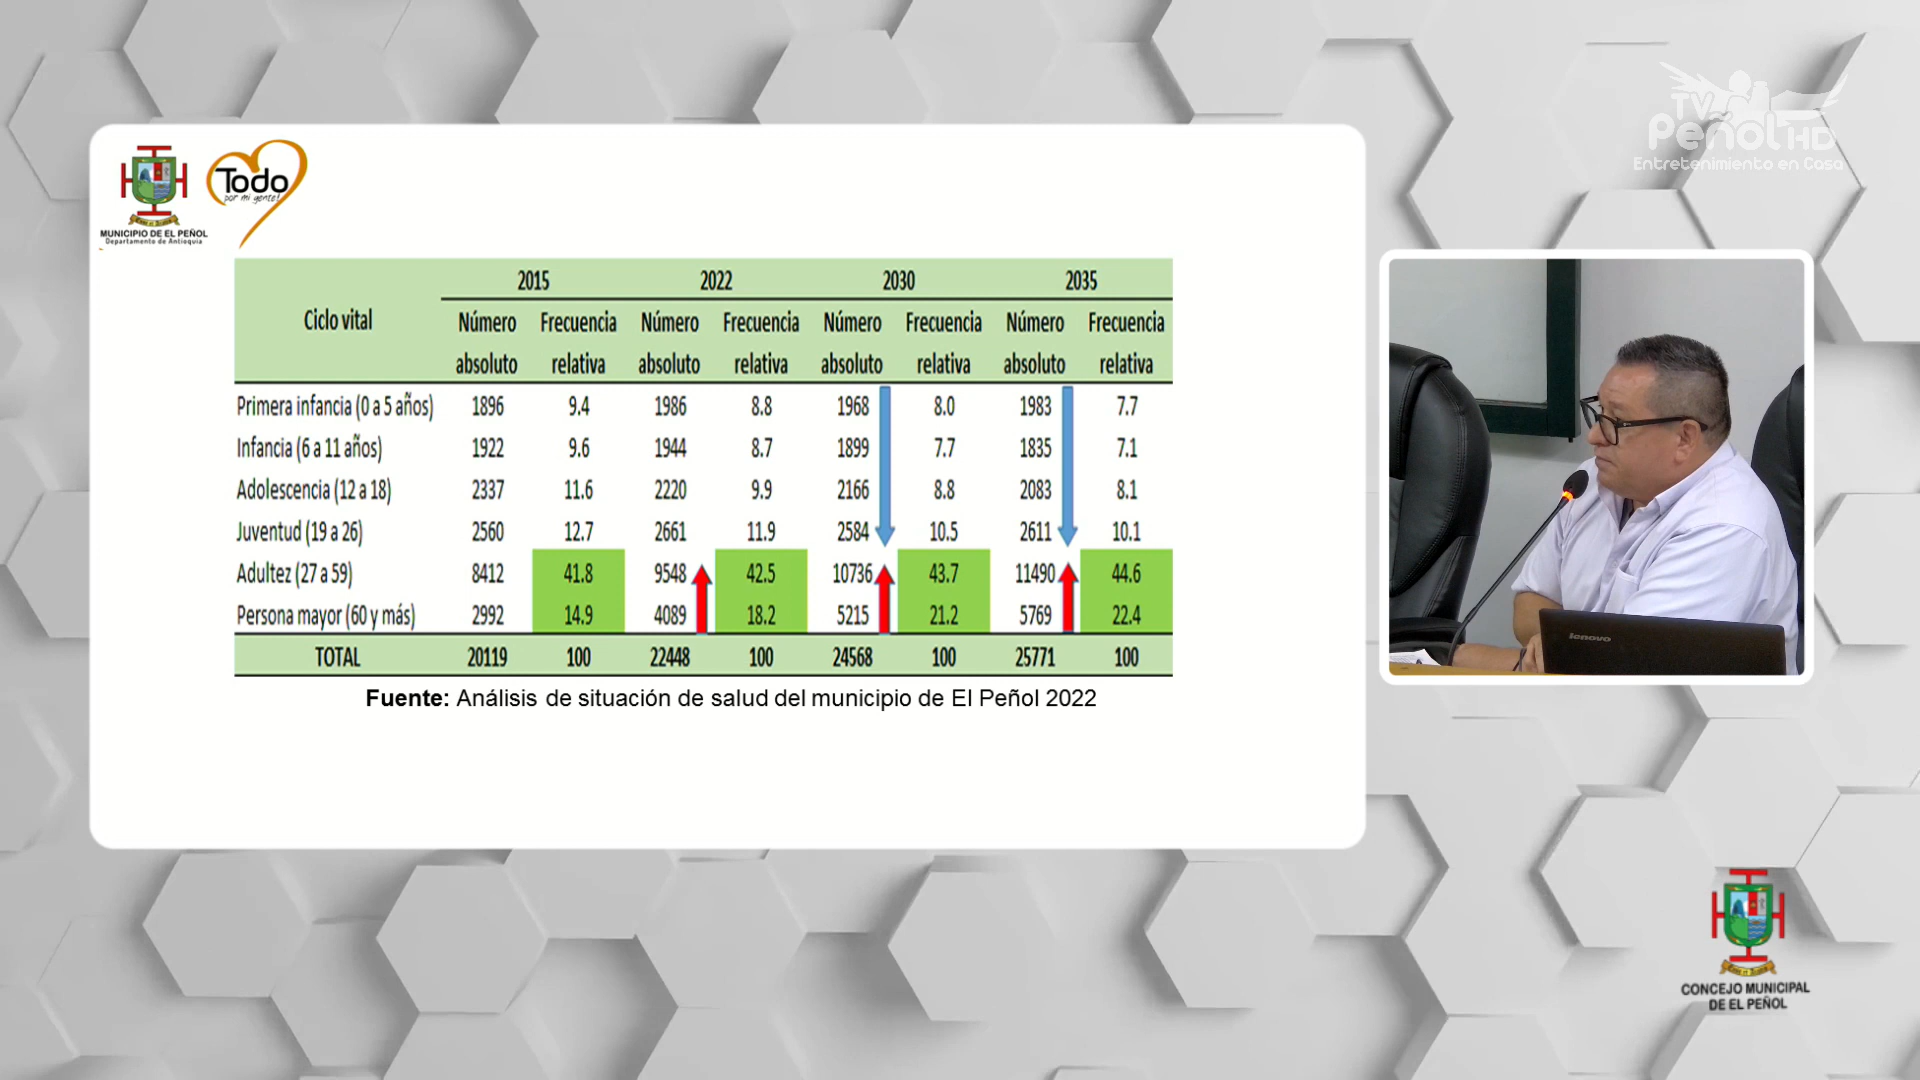 TV
Peñol HD
Entretenimiento en Casa
Todo
por mi gente!
MUNICIPIO DE EL PEÑOL
Departamento de Antioquia
Ciclo vital 2015 2022 2030 2035
Número absoluto Frecuencia relativa Número absoluto Frecuencia relativa Número absoluto Frecuencia relativa Número absoluto Frecuencia relativa
Primera infancia (0 a 5 años) 1896 9.4 1986 8.8 1968 8.0 1983 7.7
Infancia (6 a 11 años) 1922 9.6 1944 8.7 1899 7.7 1835 7.1
Adolescencia (12 a 18) 2337 11.6 2220 9.9 2166 8.8 2083 8.1
Juventud (19 a 26) 2560 12.7 2661 11.9 2584 10.5 2611 10.1
Adultez (27 a 59) 8412 41.8 9548 42.5 10736 43.7 11490 44.6
Persona mayor (60 y más) 2992 14.9 4089 18.2 5215 21.2 5769 22.4
TOTAL 20119 100 22448 100 24568 100 25771 100
Fuente: Análisis de situación de salud del municipio de El Peñol 2022
lenovo
CONCEJO MUNICIPAL
DE EL PEÑOL